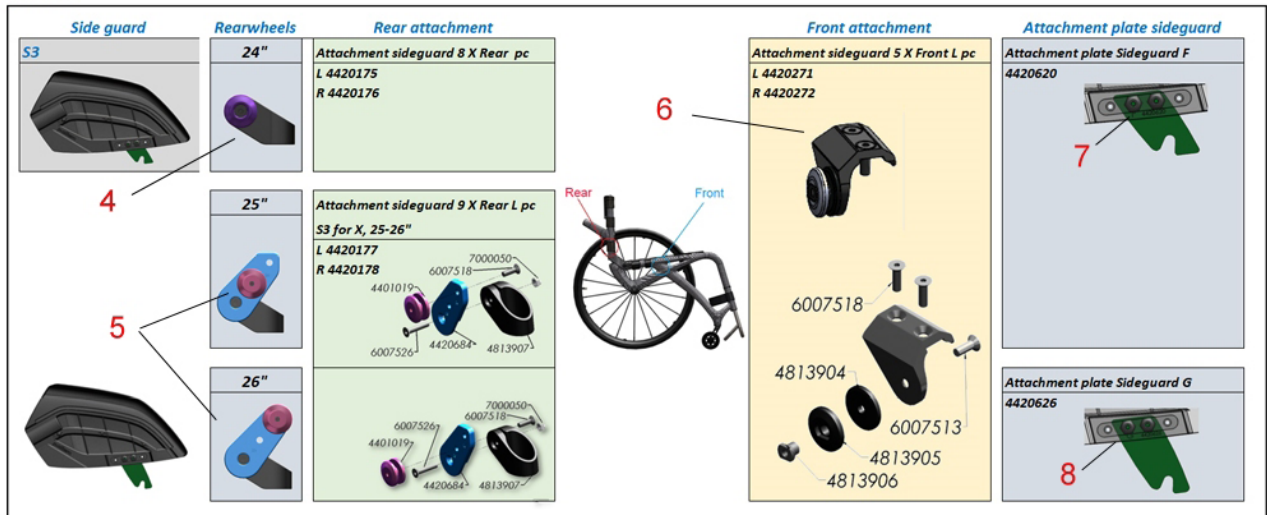 Side guard
Rearwheels
Rear attachment
Front attachment
Attachment plate sideguard
S3
24"
4
25"
5
26"
Attachment sideguard 8 X Rear pc
L 4420175
R 4420176
Attachment sideguard 9 X Rear L pc
S3 for X, 25-26"
L 4420177
R 4420178
7000050
6007518
4401019
6007526
4420684
4813907
7000050
6007518
6007526
4401019
4420684
4813907
Rear
Front
Attachment sideguard 5 X Front L pc
L 4420271
R 4420272
6
6007518
4813904
6007513
4813905
4813906
Attachment plate Sideguard F
4420620
7
Attachment plate Sideguard G
4420626
8